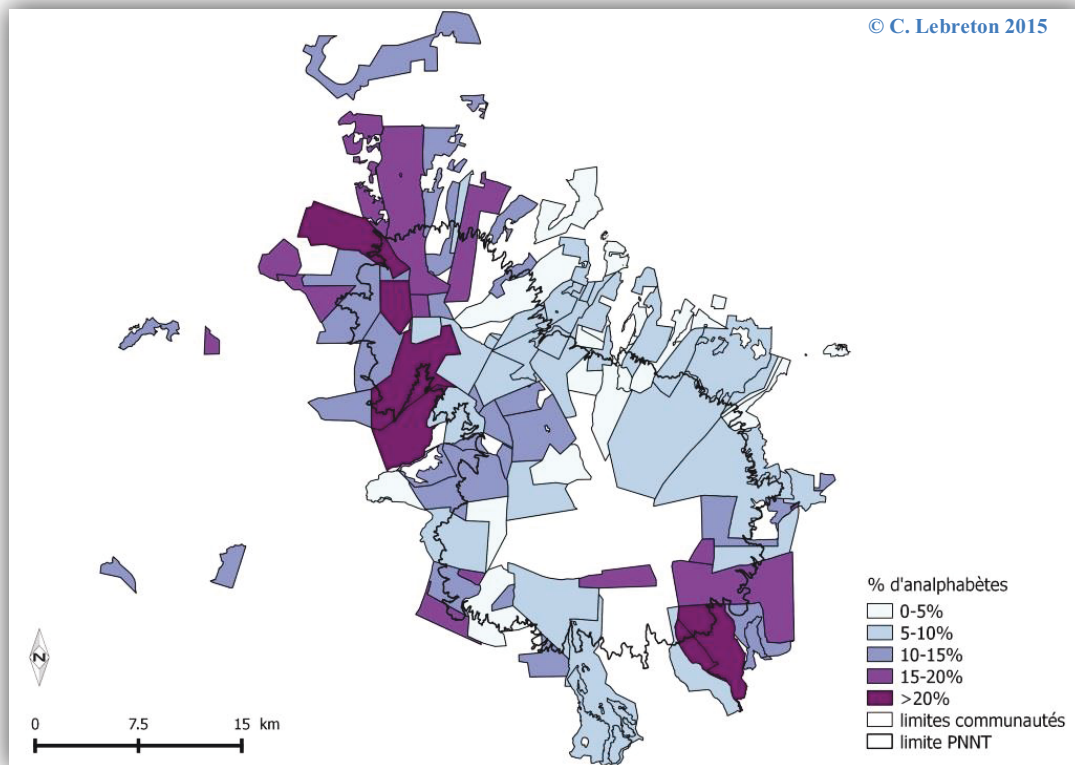 © C. Lebreton 2015
% d'analphabètes
0-5%
5-10%
10-15%
15-20%
>20%
limites communautés
limite PNNT
N
0 7.5 15 km